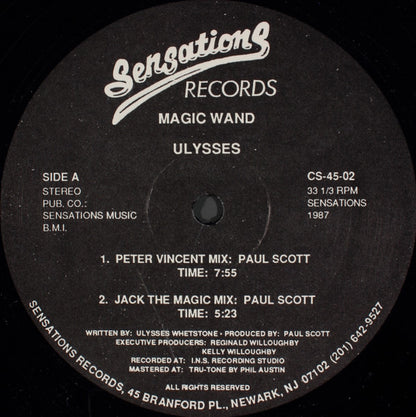 Sensations
RECORDS
MAGIC WAND
ULYSSES
SIDE A
STEREO
PUB. CO.:
SENSATIONS MUSIC
B.M.I.
CS-45-02
33 1/3 RPM
SENSATIONS
1987
1. PETER VINCENT MIX: PAUL SCOTT
TIME: 7:55
2. JACK THE MAGIC MIX: PAUL SCOTT
TIME: 5:23
WRITTEN BY: ULYSSES WHETSTONE • PRODUCED BY: PAUL SCOTT
EXECUTIVE PRODUCERS: REGINALD WILLOUGHBY
KELLY WILLOUGHBY
RECORDED AT: I.N.S. RECORDING STUDIO
MASTERED AT: TRU-TONE BY PHIL AUSTIN
ALL RIGHTS RESERVED
SENSATIONS RECORDS, 45 BRANFORD PL., NEWARK, NJ 07102 (201) 642-9527